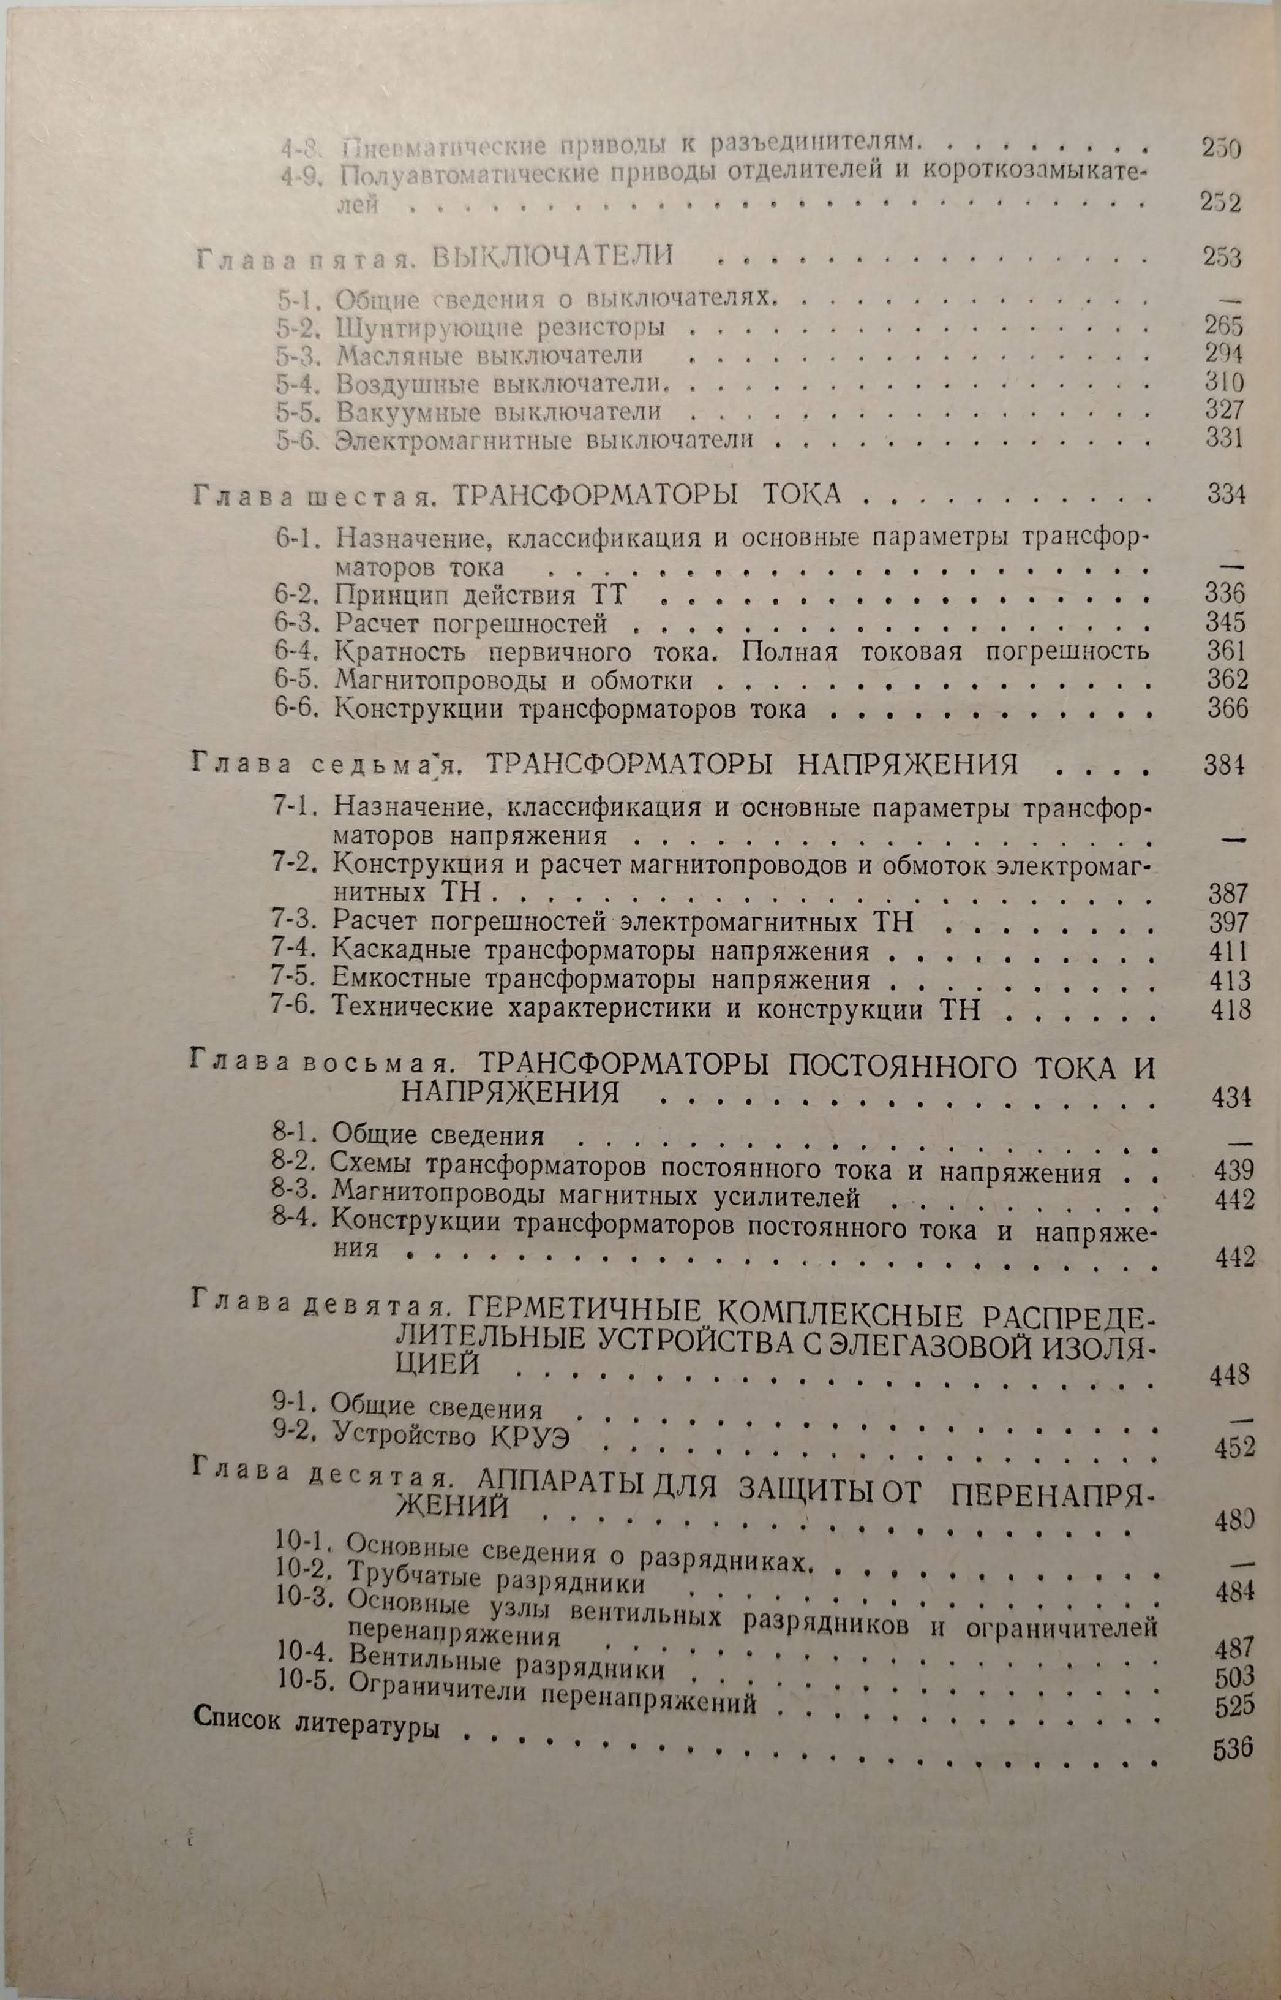 4-8. Пневматические приводы к разъединителям. . . . . . . . . 250
4-9. Полуавтоматические приводы отделителей и короткозамыкате-
лей . . . . . . . . . . . . . . . . . . . . . . . . . . . 252
Глава пятая. ВЫКЛЮЧАТЕЛИ . . . . . . . . . . . . . . . . 253
5-1. Общие сведения о выключателях. . . . . . . . . . . . . . —
5-2. Шунтирующие резисторы . . . . . . . . . . . . . . . . . 265
5-3. Масляные выключатели . . . . . . . . . . . . . . . . . 294
5-4. Воздушные выключатели. . . . . . . . . . . . . . . . . . 310
5-5. Вакуумные выключатели . . . . . . . . . . . . . . . . . 327
5-6. Электромагнитные выключатели . . . . . . . . . . . . . . 331
Глава шестая. ТРАНСФОРМАТОРЫ ТОКА . . . . . . . . . . . 334
6-1. Назначение, классификация и основные параметры трансфор-
маторов тока . . . . . . . . . . . . . . . . . . . . . . —
6-2. Принцип действия ТТ . . . . . . . . . . . . . . . . . . 336
6-3. Расчет погрешностей . . . . . . . . . . . . . . . . . . . 345
6-4. Кратность первичного тока. Полная токовая погрешность 361
6-5. Магнитопроводы и обмотки . . . . . . . . . . . . . . . . 362
6-6. Конструкции трансформаторов тока . . . . . . . . . . . . 366
Глава седьмая. ТРАНСФОРМАТОРЫ НАПРЯЖЕНИЯ . . . . 384
7-1. Назначение, классификация и основные параметры трансфор-
маторов напряжения . . . . . . . . . . . . . . . . . . . —
7-2. Конструкция и расчет магнитопроводов и обмоток электромаг-
нитных ТН . . . . . . . . . . . . . . . . . . . . . . . . 387
7-3. Расчет погрешностей электромагнитных ТН . . . . . . . . 397
7-4. Каскадные трансформаторы напряжения . . . . . . . . . . 411
7-5. Емкостные трансформаторы напряжения . . . . . . . . . . 413
7-6. Технические характеристики и конструкции ТН . . . . . . 418
Глава восьмая. ТРАНСФОРМАТОРЫ ПОСТОЯННОГО ТОКА И
НАПРЯЖЕНИЯ . . . . . . . . . . . . . . . . . . 434
8-1. Общие сведения . . . . . . . . . . . . . . . . . . . . . —
8-2. Схемы трансформаторов постоянного тока и напряжения . . 439
8-3. Магнитопроводы магнитных усилителей . . . . . . . . . . 442
8-4. Конструкции трансформаторов постоянного тока и напряже-
ния . . . . . . . . . . . . . . . . . . . . . . . . . . . 442
Глава девятая. ГЕРМЕТИЧНЫЕ КОМПЛЕКСНЫЕ РАСПРЕДЕ-
ЛИТЕЛЬНЫЕ УСТРОЙСТВА С ЭЛЕГАЗОВОЙ ИЗОЛЯ-
ЦИЕЙ . . . . . . . . . . . . . . . . . . . . . . . 448
9-1. Общие сведения . . . . . . . . . . . . . . . . . . . . . —
9-2. Устройство КРУЭ . . . . . . . . . . . . . . . . . . . . 452
Глава десятая. АППАРАТЫ ДЛЯ ЗАЩИТЫ ОТ ПЕРЕНАПРЯ-
ЖЕНИЙ . . . . . . . . . . . . . . . . . . . . . . 480
10-1. Основные сведения о разрядниках. . . . . . . . . . . . . —
10-2. Трубчатые разрядники . . . . . . . . . . . . . . . . . 484
10-3. Основные узлы вентильных разрядников и ограничителей
перенапряжения . . . . . . . . . . . . . . . . . . . . 487
10-4. Вентильные разрядники . . . . . . . . . . . . . . . . . 503
10-5. Ограничители перенапряжений . . . . . . . . . . . . . . 525
Список литературы . . . . . . . . . . . . . . . . . . . . . . . . . 536